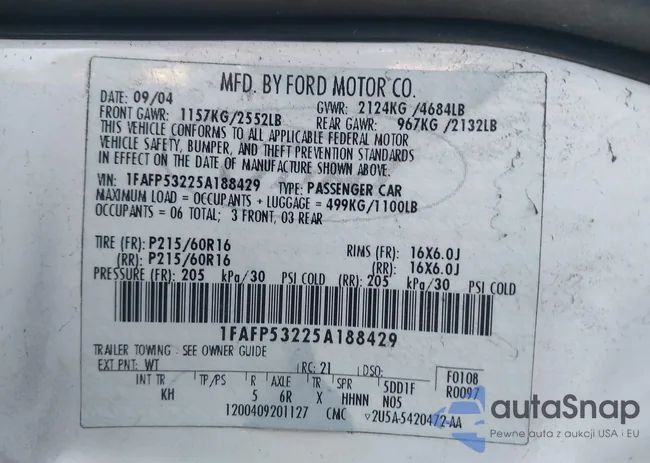 MFD. BY FORD MOTOR CO.
DATE: 09/04 GVWR: 2124KG /4684LB
FRONT GAWR: 1157KG/2552LB REAR GAWR: 967KG /2132LB
THIS VEHICLE CONFORMS TO ALL APPLICABLE FEDERAL MOTOR
VEHICLE SAFETY, BUMPER, AND THEFT PREVENTION STANDARDS
IN EFFECT ON THE DATE OF MANUFACTURE SHOWN ABOVE.
VIN: 1FAFP53225A188429 TYPE: PASSENGER CAR
MAXIMUM LOAD = OCCUPANTS + LUGGAGE = 499KG/1100LB
OCCUPANTS = 06 TOTAL; 3 FRONT, 03 REAR
TIRE (FR): P215/60R16 RIMS (FR): 16X6.0J
(RR): P215/60R16 (RR): 16X6.0J
PRESSURE (FR): 205 kPa/30 PSI COLD (RR): 205 kPa/30 PSI COLD
1FAFP53225A188429
TRAILER TOWING : SEE OWNER GUIDE
EXT PNT: WT RC: 21 DSO: F0108
INT TR TP/PS R AXLE TR SPR 5DD1F R0097
KH 5 6R X HHNN N05
1200409201127 CMC ▽2U5A-5420472-AA
autoSnap
Pewne auta z aukcji USA i EU